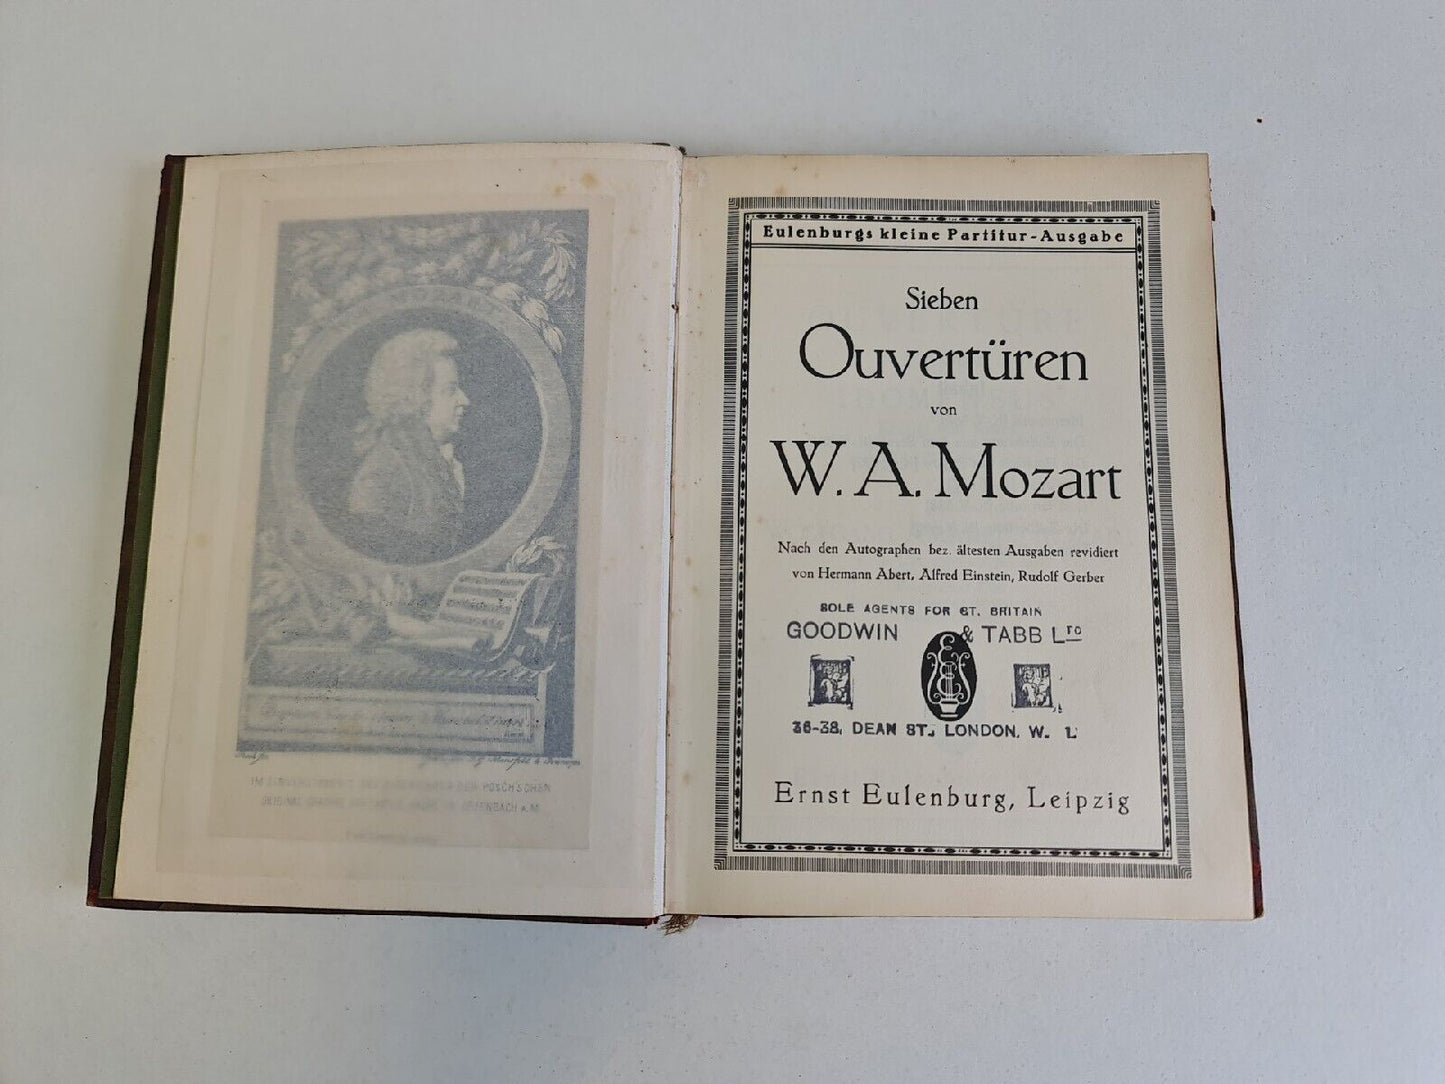 Eulenburgs kleine Partitur-Ausgabe
Sieben
Ouvertüren
von
W. A. Mozart
Nach den Autographen bez. ältesten Ausgaben revidiert
von Hermann Abert, Alfred Einstein, Rudolf Gerber
SOLE AGENTS FOR GT. BRITAIN
GOODWIN & TABB LTD
36-38, DEAN ST., LONDON. W. 1.
Ernst Eulenburg, Leipzig